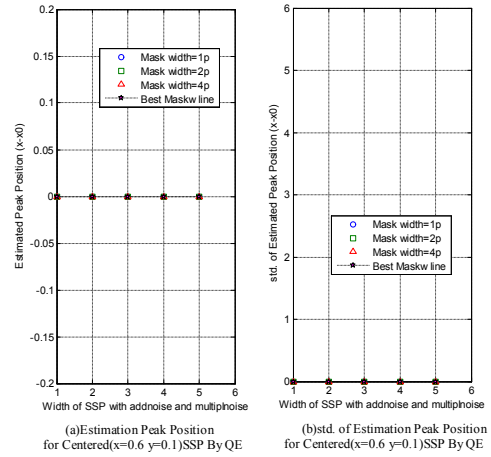 0.2
0.15
0.1
0.05
0
-0.05
-0.1
-0.15
-0.2
Estimated Peak Position (x-x0)
Mask width=1p
Mask width=2p
Mask width=4p
Best Maskw line
1 2 3 4 5 6
Width of SSP with addnoise and multiplnoise
(a)Estimation Peak Position
for Centered(x=0.6 y=0.1)SSP By QE
6
5
4
3
2
1
0
std. of Estimated Peak Position (x-x0)
Mask width=1p
Mask width=2p
Mask width=4p
Best Maskw line
1 2 3 4 5 6
Width of SSP with addnoise and multiplnoise
(b)std. of Estimation Peak Position
for Centered(x=0.6 y=0.1)SSP By QE